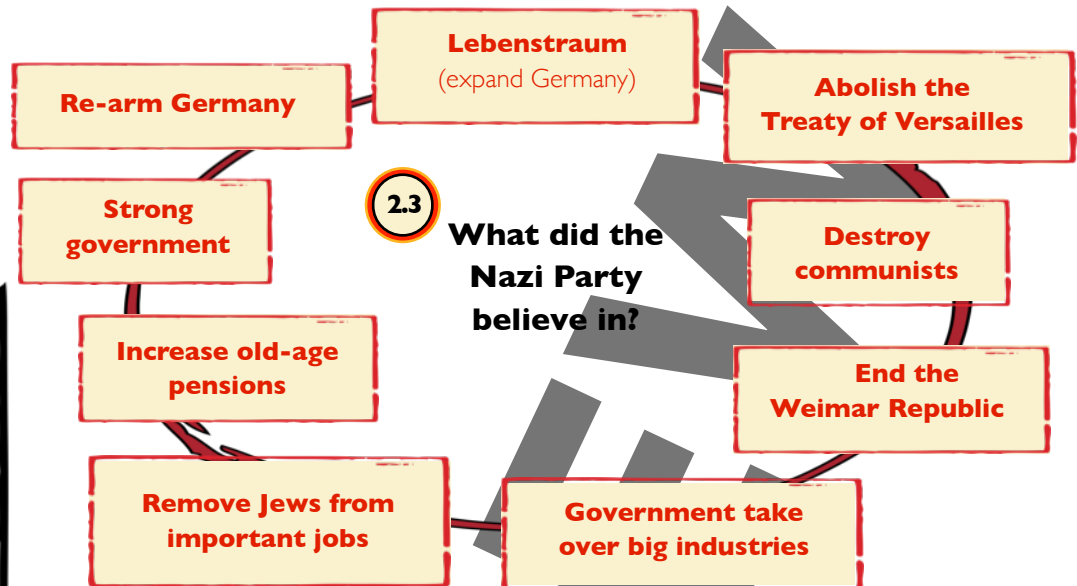 Lebenstraum
(expand Germany)
Re-arm Germany
Abolish the
Treaty of Versailles
Strong
government
2.3
What did the
Nazi Party
believe in?
Destroy
communists
Increase old-age
pensions
End the
Weimar Republic
Remove Jews from
important jobs
Government take
over big industries